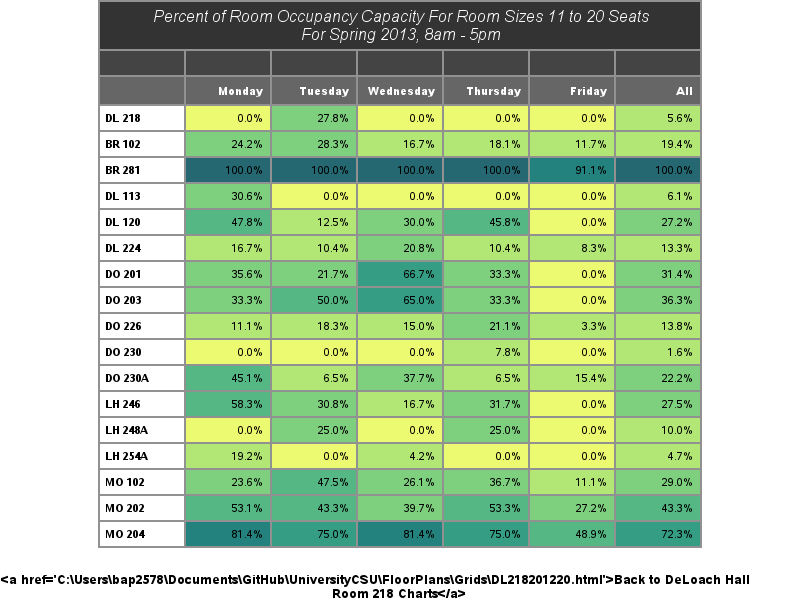 Percent of Room Occupancy Capacity For Room Sizes 11 to 20 Seats
For Spring 2013, 8am - 5pm
Monday Tuesday Wednesday Thursday Friday All
DL 218 0.0% 27.8% 0.0% 0.0% 0.0% 5.6%
BR 102 24.2% 28.3% 16.7% 18.1% 11.7% 19.4%
BR 281 100.0% 100.0% 100.0% 100.0% 91.1% 100.0%
DL 113 30.6% 0.0% 0.0% 0.0% 0.0% 6.1%
DL 120 47.8% 12.5% 30.0% 45.8% 0.0% 27.2%
DL 224 16.7% 10.4% 20.8% 10.4% 8.3% 13.3%
DO 201 35.6% 21.7% 66.7% 33.3% 0.0% 31.4%
DO 203 33.3% 50.0% 65.0% 33.3% 0.0% 36.3%
DO 226 11.1% 18.3% 15.0% 21.1% 3.3% 13.8%
DO 230 0.0% 0.0% 0.0% 7.8% 0.0% 1.6%
DO 230A 45.1% 6.5% 37.7% 6.5% 15.4% 22.2%
LH 246 58.3% 30.8% 16.7% 31.7% 0.0% 27.5%
LH 248A 0.0% 25.0% 0.0% 25.0% 0.0% 10.0%
LH 254A 19.2% 0.0% 4.2% 0.0% 0.0% 4.7%
MO 102 23.6% 47.5% 26.1% 36.7% 11.1% 29.0%
MO 202 53.1% 43.3% 39.7% 53.3% 27.2% 43.3%
MO 204 81.4% 75.0% 81.4% 75.0% 48.9% 72.3%
<a href='C:\Users\bap2578\Documents\GitHub\UniversityCSU\FloorPlans\Grids\DL218201220.html'>Back to DeLoach Hall
Room 218 Charts</a>